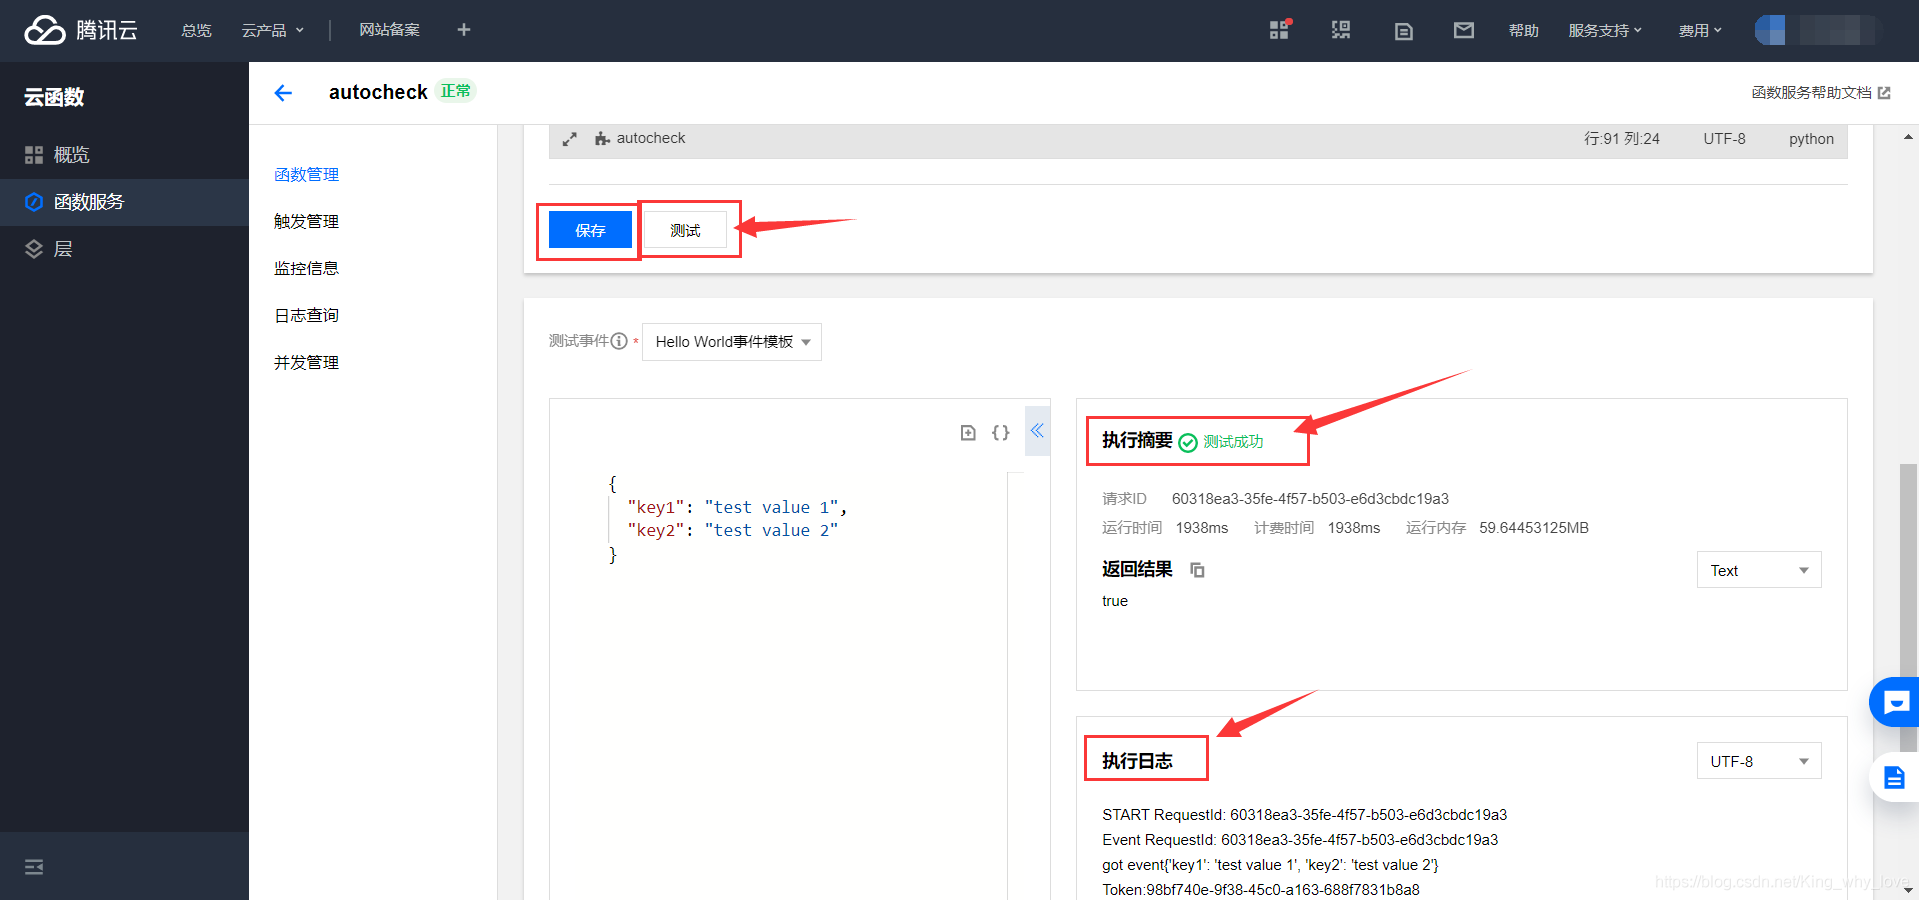 腾讯云
总览
云产品
网站备案
帮助
服务支持
费用
云函数
概览
函数服务
层
autocheck 正常
函数服务帮助文档
函数管理
触发管理
监控信息
日志查询
并发管理
autocheck
行:91 列:24
UTF-8
python
保存
测试
测试事件 * Hello World事件模板
{
"key1": "test value 1",
"key2": "test value 2"
}
执行摘要 测试成功
请求ID 60318ea3-35fe-4f57-b503-e6d3cbdc19a3
运行时间 1938ms 计费时间 1938ms 运行内存 59.64453125MB
返回结果
Text
true
执行日志
UTF-8
START RequestId: 60318ea3-35fe-4f57-b503-e6d3cbdc19a3
Event RequestId: 60318ea3-35fe-4f57-b503-e6d3cbdc19a3
got event{'key1': 'test value 1', 'key2': 'test value 2'}
Token:98bf740e-9f38-45c0-a163-688f7831b8a8
https://blog.csdn.net/King_why_love